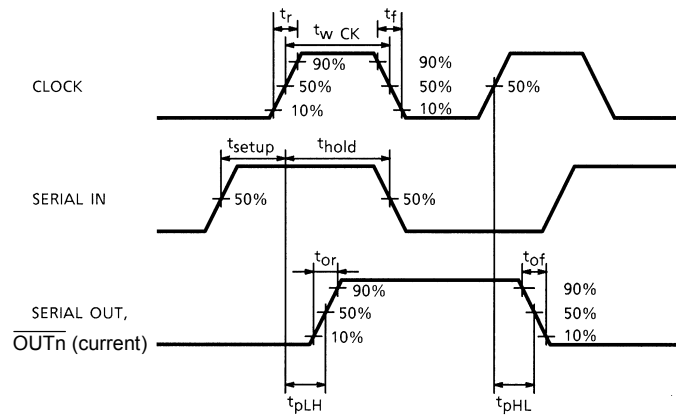 tr
tf
tw CK
CLOCK
90%
50%
10%
90%
50%
10%
50%
tsetup
thold
SERIAL IN
50%
50%
tor
tof
SERIAL OUT,
OUTn (current)
90%
50%
10%
90%
50%
10%
tpLH
tpHL